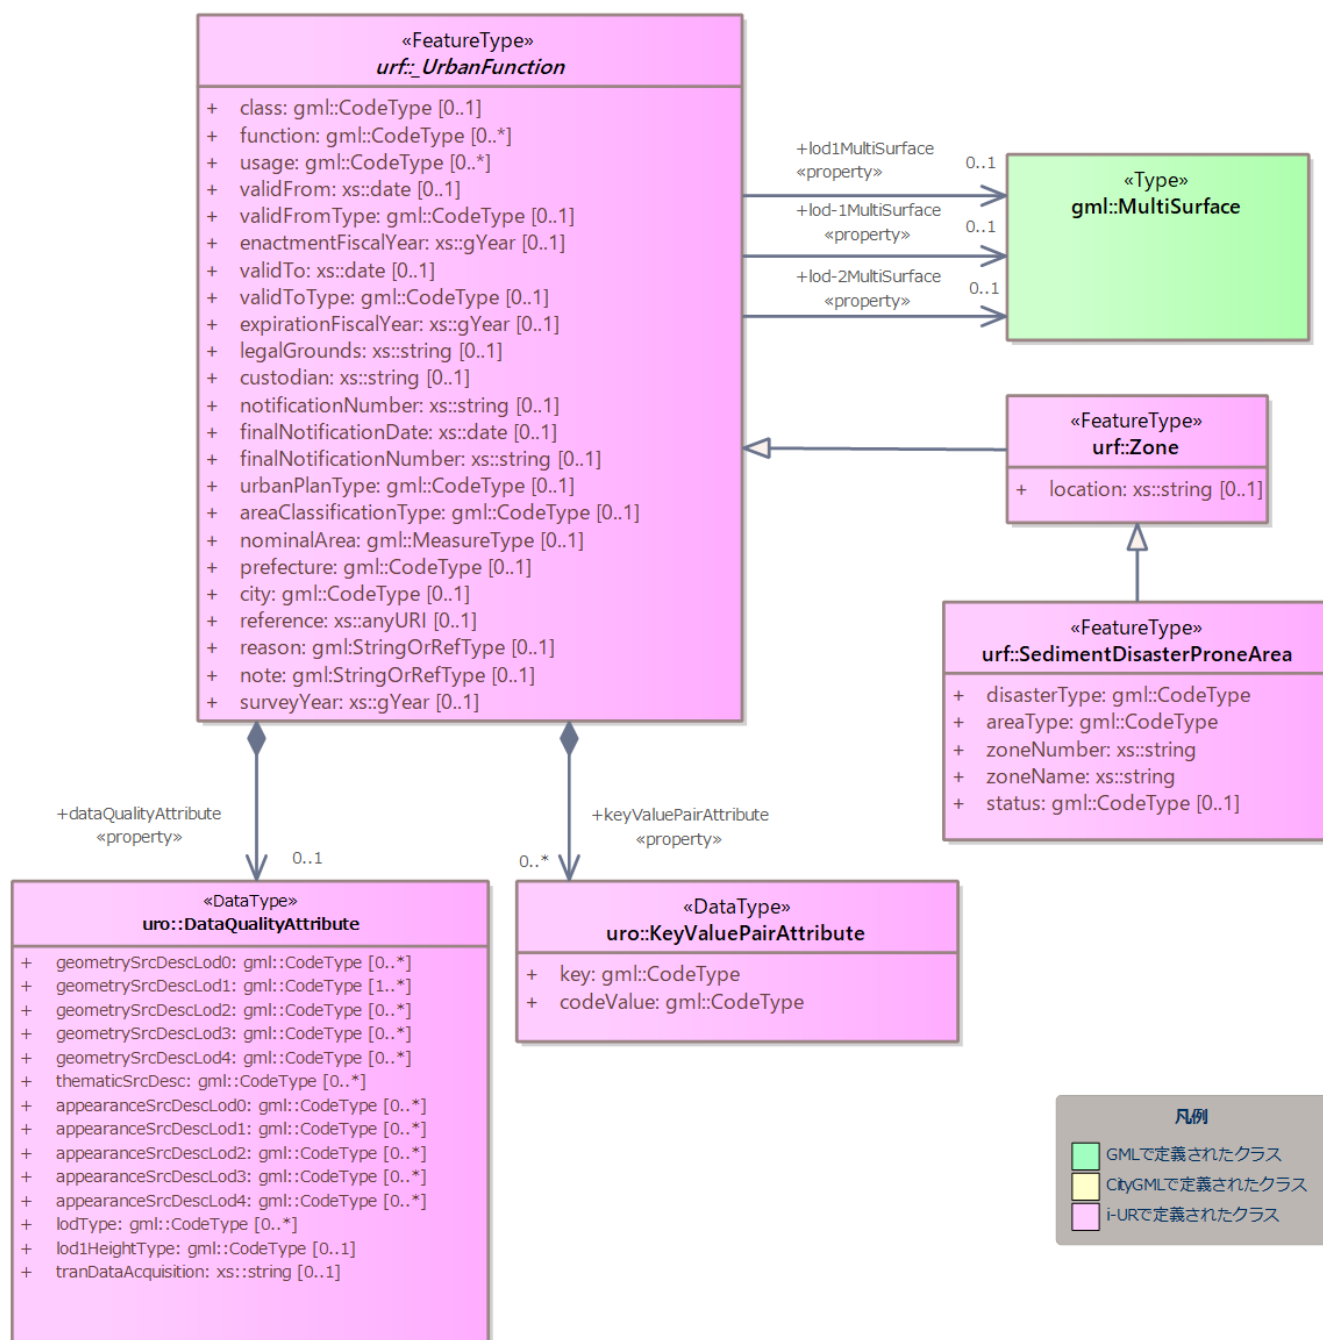 «FeatureType»
urf::_UrbanFunction
+ class: gml::CodeType [0..1]
+ function: gml::CodeType [0..*]
+ usage: gml::CodeType [0..*]
+ validFrom: xs::date [0..1]
+ validFromType: gml::CodeType [0..1]
+ enactmentFiscalYear: xs::gYear [0..1]
+ validTo: xs::date [0..1]
+ validToType: gml::CodeType [0..1]
+ expirationFiscalYear: xs::gYear [0..1]
+ legalGrounds: xs::string [0..1]
+ custodian: xs::string [0..1]
+ notificationNumber: xs::string [0..1]
+ finalNotificationDate: xs::date [0..1]
+ finalNotificationNumber: xs::string [0..1]
+ urbanPlanType: gml::CodeType [0..1]
+ areaClassificationType: gml::CodeType [0..1]
+ nominalArea: gml::MeasureType [0..1]
+ prefecture: gml::CodeType [0..1]
+ city: gml::CodeType [0..1]
+ reference: xs::anyURI [0..1]
+ reason: gml:StringOrRefType [0..1]
+ note: gml:StringOrRefType [0..1]
+ surveyYear: xs::gYear [0..1]
+lod1MultiSurface
«property»
0..1
+lod-1MultiSurface
«property»
0..1
+lod-2MultiSurface
«property»
0..1
«Type»
gml::MultiSurface
«FeatureType»
urf::Zone
+ location: xs::string [0..1]
«FeatureType»
urf::SedimentDisasterProneArea
+ disasterType: gml::CodeType
+ areaType: gml::CodeType
+ zoneNumber: xs::string
+ zoneName: xs::string
+ status: gml::CodeType [0..1]
+dataQualityAttribute
«property»
0..1
+keyValuePairAttribute
«property»
0..*
«DataType»
uro::DataQualityAttribute
+ geometrySrcDescLod0: gml::CodeType [0..*]
+ geometrySrcDescLod1: gml::CodeType [1..*]
+ geometrySrcDescLod2: gml::CodeType [0..*]
+ geometrySrcDescLod3: gml::CodeType [0..*]
+ geometrySrcDescLod4: gml::CodeType [0..*]
+ thematicSrcDesc: gml::CodeType [0..*]
+ appearanceSrcDescLod0: gml::CodeType [0..*]
+ appearanceSrcDescLod1: gml::CodeType [0..*]
+ appearanceSrcDescLod2: gml::CodeType [0..*]
+ appearanceSrcDescLod3: gml::CodeType [0..*]
+ appearanceSrcDescLod4: gml::CodeType [0..*]
+ lodType: gml::CodeType [0..*]
+ lod1HeightType: gml::CodeType [0..1]
+ tranDataAcquisition: xs::string [0..1]
«DataType»
uro::KeyValuePairAttribute
+ key: gml::CodeType
+ codeValue: gml::CodeType
凡例
GMLで定義されたクラス
CityGMLで定義されたクラス
i-URで定義されたクラス